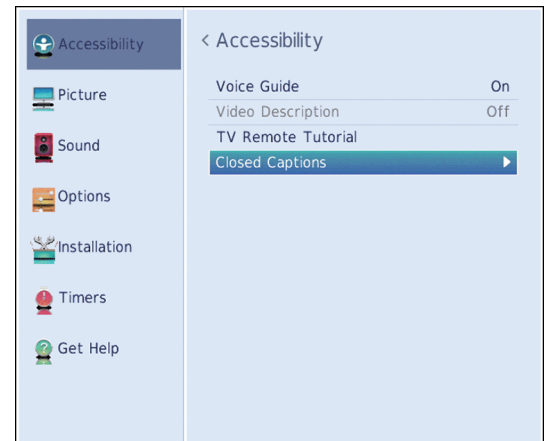 Accessibility
Picture
Sound
Options
Installation
Timers
Get Help
< Accessibility
Voice Guide On
Video Description Off
TV Remote Tutorial
Closed Captions